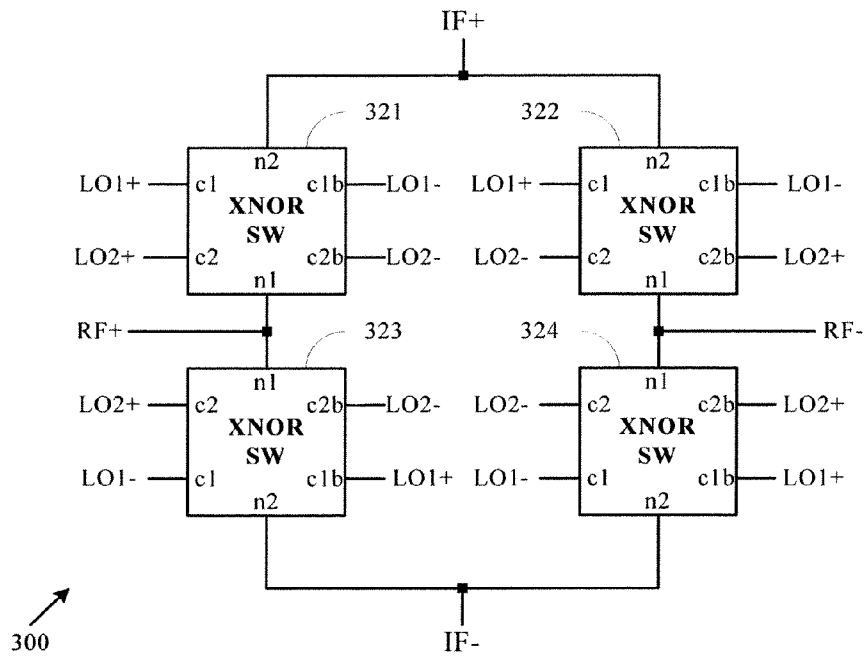 IF+
321 322
n2 n2
LO1+ c1 c1b LO1- LO1+ c1 c1b LO1-
XNOR XNOR
SW SW
LO2+ c2 c2b LO2- LO2- c2 c2b LO2+
n1 n1
RF+ 323 324 RF-
n1 n1
LO2+ c2 c2b LO2- LO2- c2 c2b LO2+
XNOR XNOR
SW SW
LO1- c1 c1b LO1+ LO1- c1 c1b LO1+
n2 n2
300 IF-